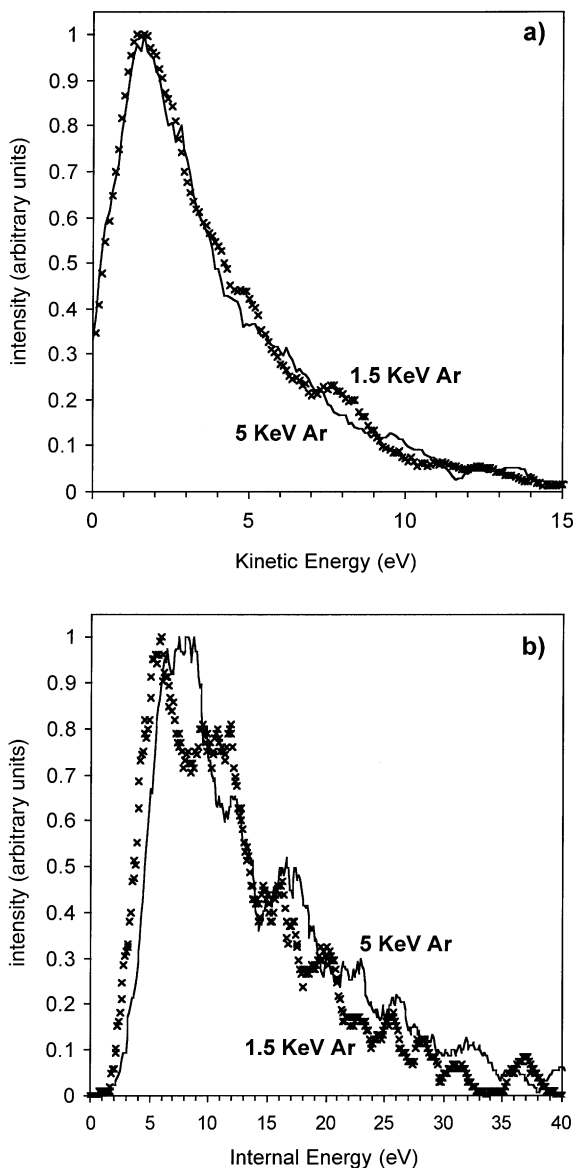 a)
1
0.9
0.8
0.7
0.6
0.5
0.4
0.3
0.2
0.1
0
intensity (arbitrary units)
1.5 KeV Ar
5 KeV Ar
0 5 10 15
Kinetic Energy (eV)
b)
1
0.9
0.8
0.7
0.6
0.5
0.4
0.3
0.2
0.1
0
intensity (arbitrary units)
5 KeV Ar
1.5 KeV Ar
0 5 10 15 20 25 30 35 40
Internal Energy (eV)